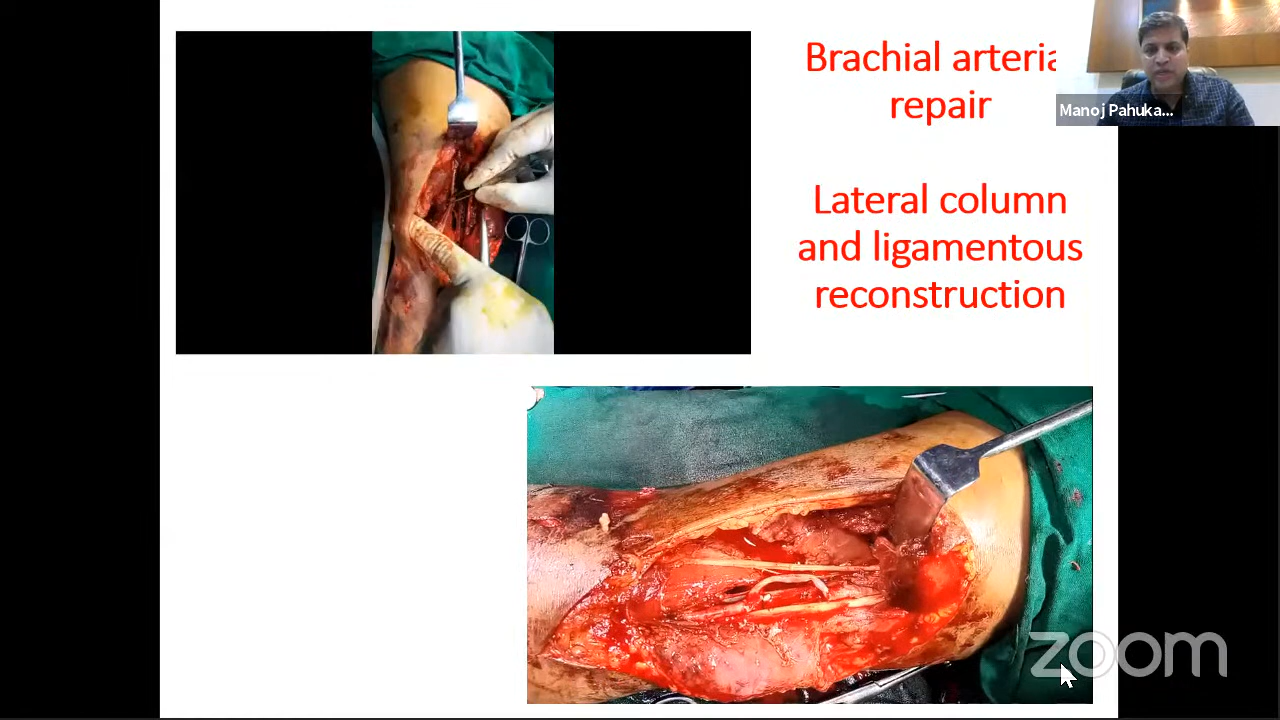 Brachial arteria
repair
Manoj Pahuka...
Lateral column
and ligamentous
reconstruction
zoom